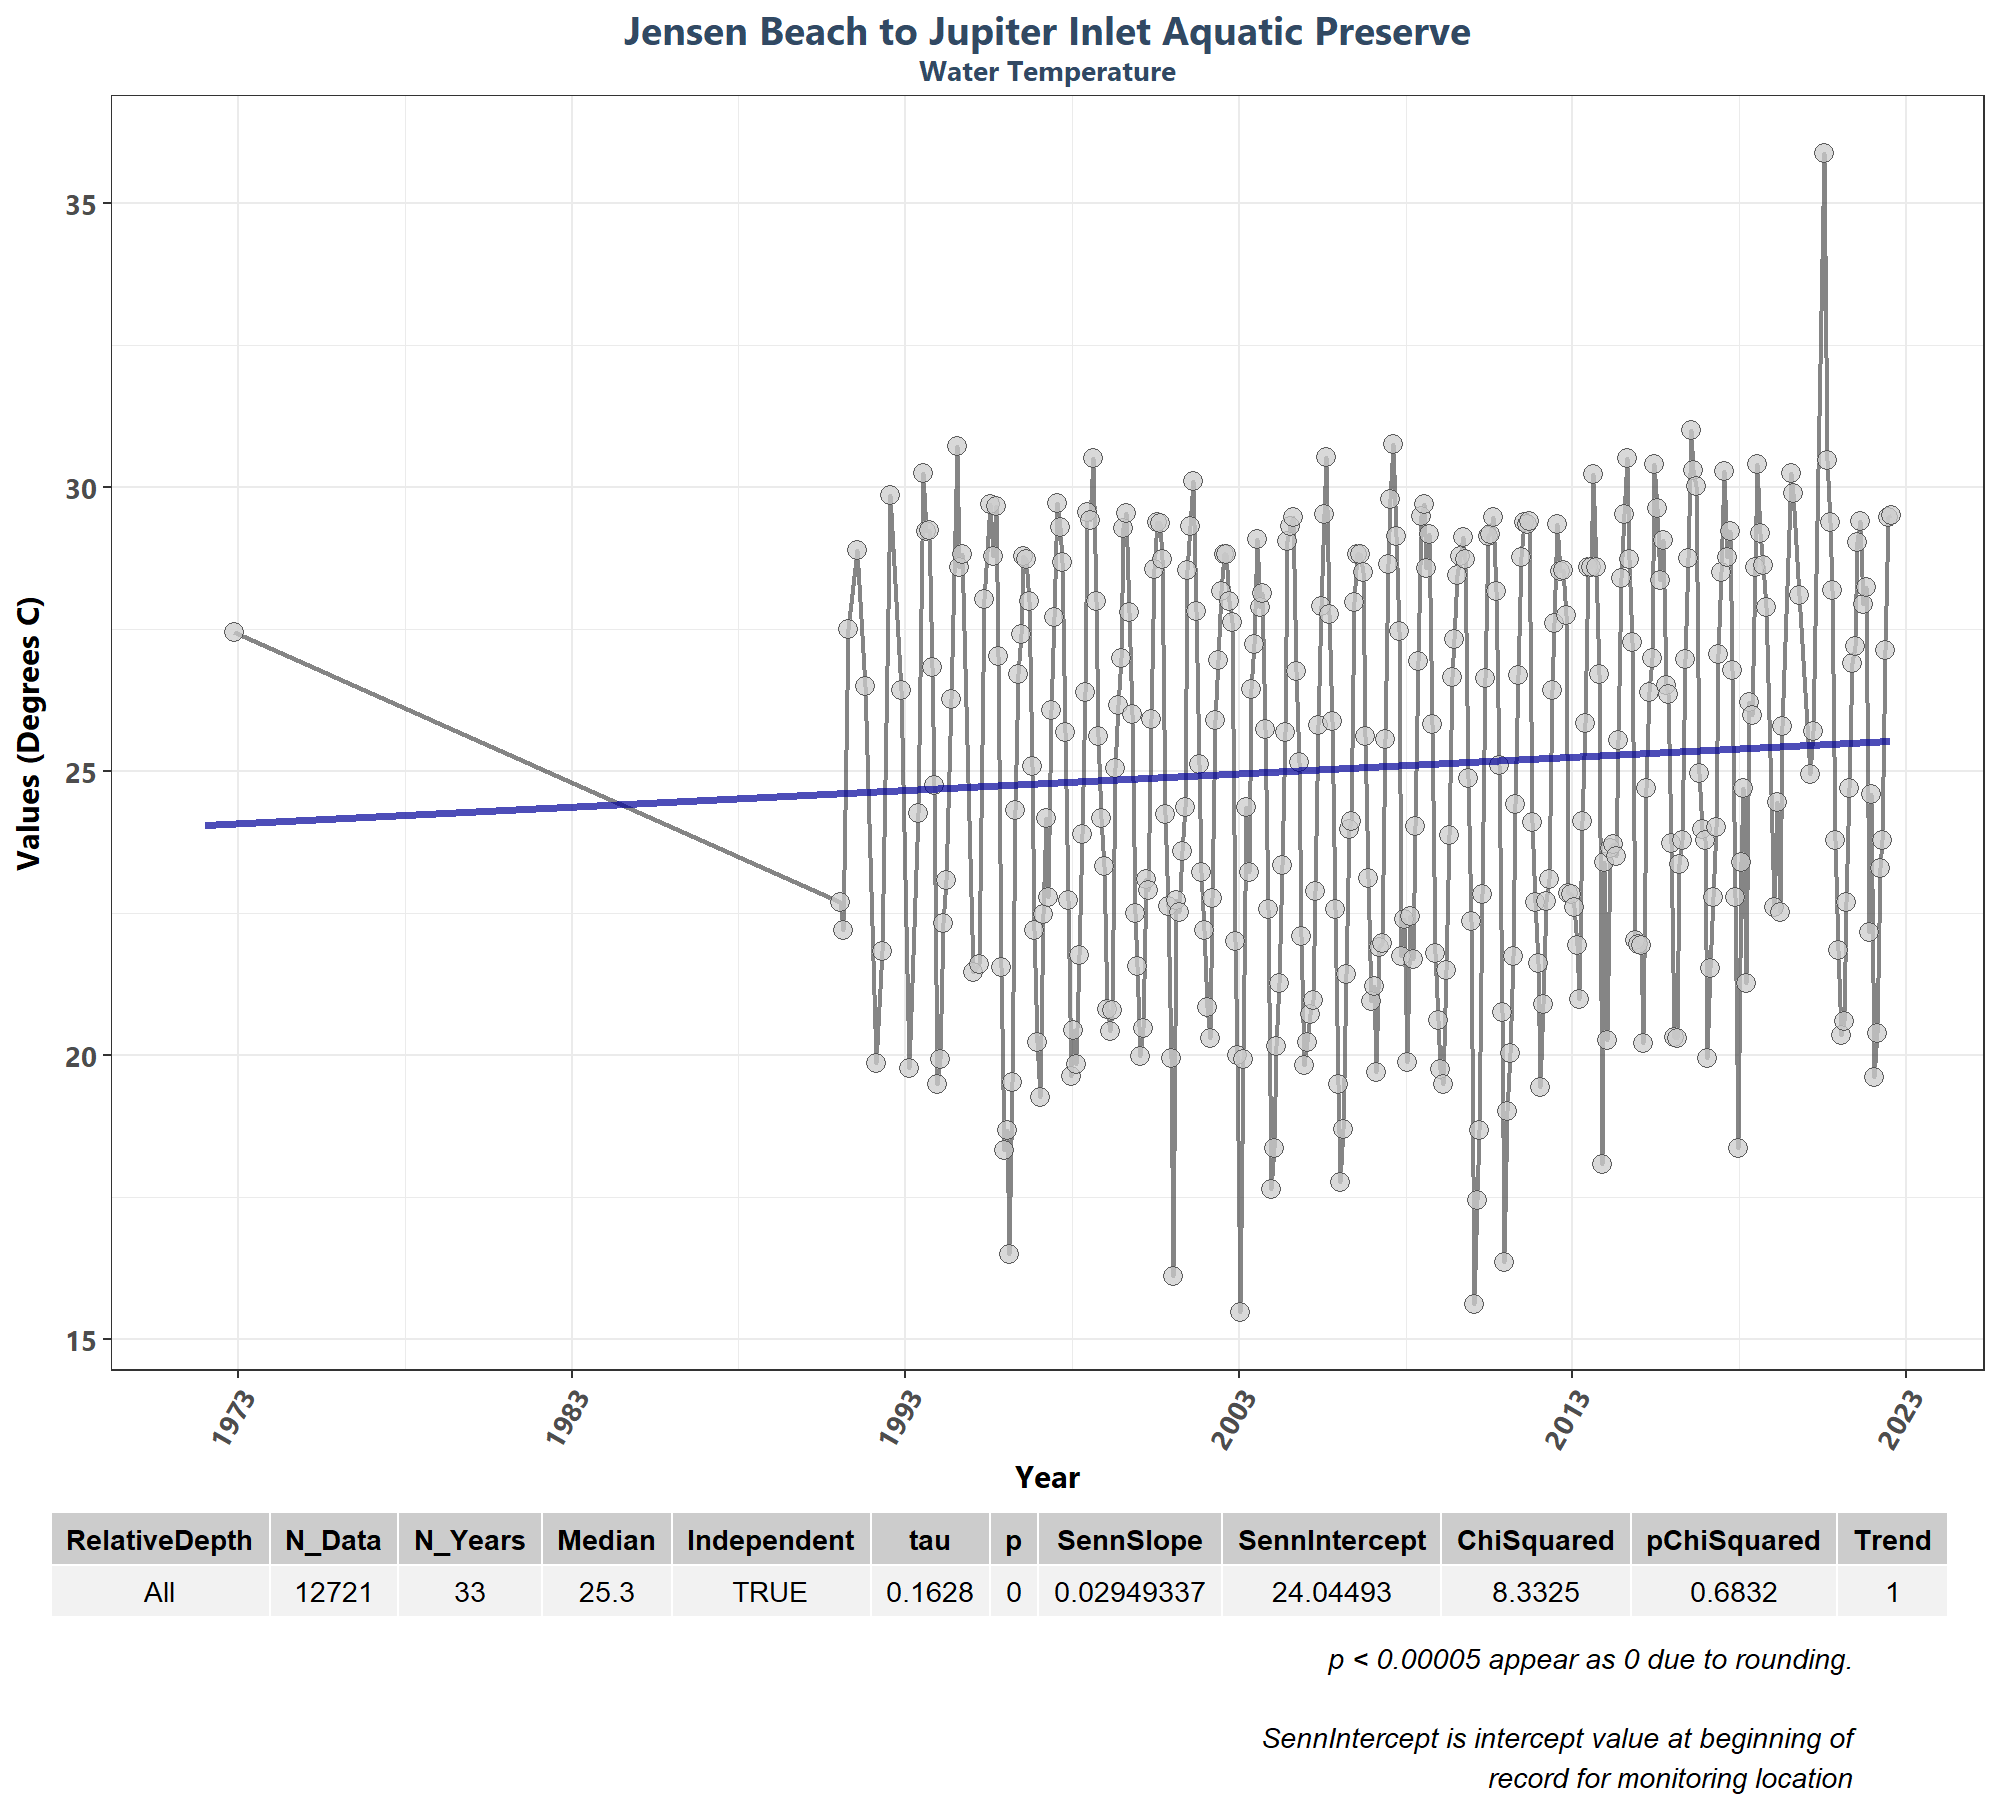 Jensen Beach to Jupiter Inlet Aquatic Preserve
Water Temperature
Values (Degrees C)
35
30
25
20
15
1973
1983
1993
2003
2013
2023
Year
RelativeDepth N_Data N_Years Median Independent tau p SennSlope SennIntercept ChiSquared pChiSquared Trend
All 12721 33 25.3 TRUE 0.1628 0 0.02949337 24.04493 8.3325 0.6832 1
p < 0.00005 appear as 0 due to rounding.
SennIntercept is intercept value at beginning of
record for monitoring location